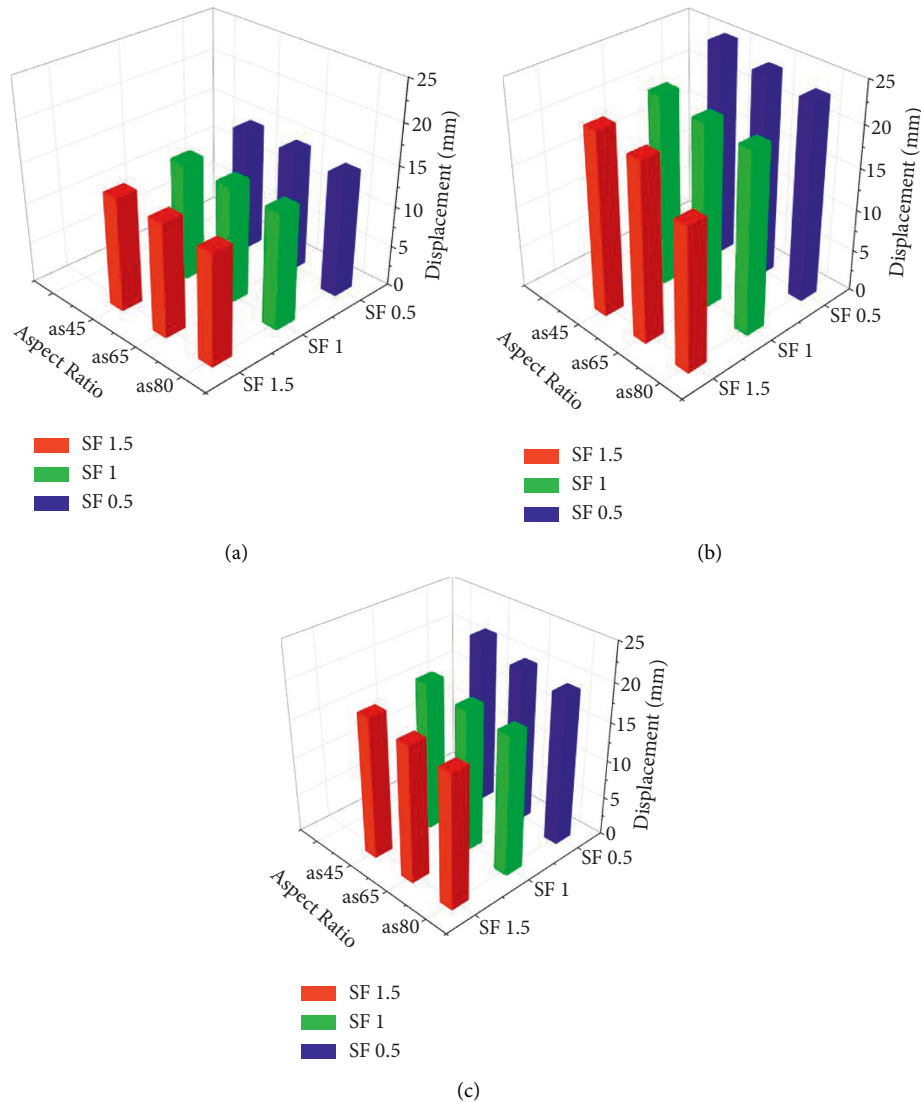 25
20
15
10
5
0
Displacement (mm)
as45
as65
as80
Aspect Ratio
SF 0.5
SF 1
SF 1.5
SF 1.5
SF 1
SF 0.5
(a)
25
20
15
10
5
0
Displacement (mm)
as45
as65
as80
Aspect Ratio
SF 0.5
SF 1
SF 1.5
SF 1.5
SF 1
SF 0.5
(b)
25
20
15
10
5
0
Displacement (mm)
as45
as65
as80
Aspect Ratio
SF 0.5
SF 1
SF 1.5
SF 1.5
SF 1
SF 0.5
(c)